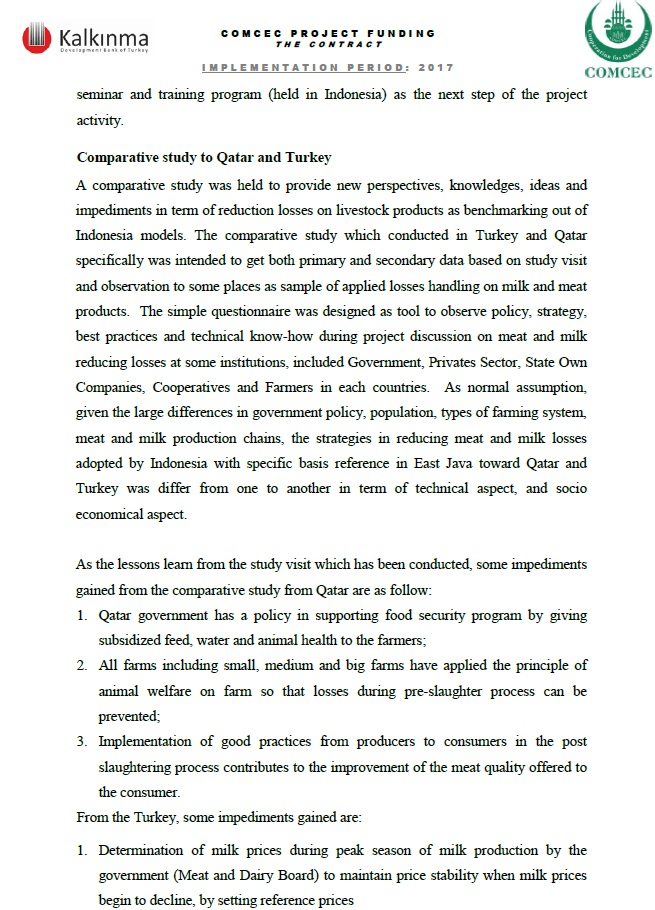 Kalkınma
Development Bank of Turkey
COMCEC PROJECT FUNDING
THE CONTRACT
IMPLEMENTATION PERIOD: 2017
Cooperation for Development
COMCEC
seminar and training program (held in Indonesia) as the next step of the project
activity.
Comparative study to Qatar and Turkey
A comparative study was held to provide new perspectives, knowledges, ideas and
impediments in term of reduction losses on livestock products as benchmarking out of
Indonesia models. The comparative study which conducted in Turkey and Qatar
specifically was intended to get both primary and secondary data based on study visit
and observation to some places as sample of applied losses handling on milk and meat
products. The simple questionnaire was designed as tool to observe policy, strategy,
best practices and technical know-how during project discussion on meat and milk
reducing losses at some institutions, included Government, Privates Sector, State Own
Companies, Cooperatives and Farmers in each countries. As normal assumption,
given the large differences in government policy, population, types of farming system,
meat and milk production chains, the strategies in reducing meat and milk losses
adopted by Indonesia with specific basis reference in East Java toward Qatar and
Turkey was differ from one to another in term of technical aspect, and socio
economical aspect.
As the lessons learn from the study visit which has been conducted, some impediments
gained from the comparative study from Qatar are as follow:
1. Qatar government has a policy in supporting food security program by giving
subsidized feed, water and animal health to the farmers;
2. All farms including small, medium and big farms have applied the principle of
animal welfare on farm so that losses during pre-slaughter process can be
prevented;
3. Implementation of good practices from producers to consumers in the post
slaughtering process contributes to the improvement of the meat quality offered to
the consumer.
From the Turkey, some impediments gained are:
1. Determination of milk prices during peak season of milk production by the
government (Meat and Dairy Board) to maintain price stability when milk prices
begin to decline, by setting reference prices